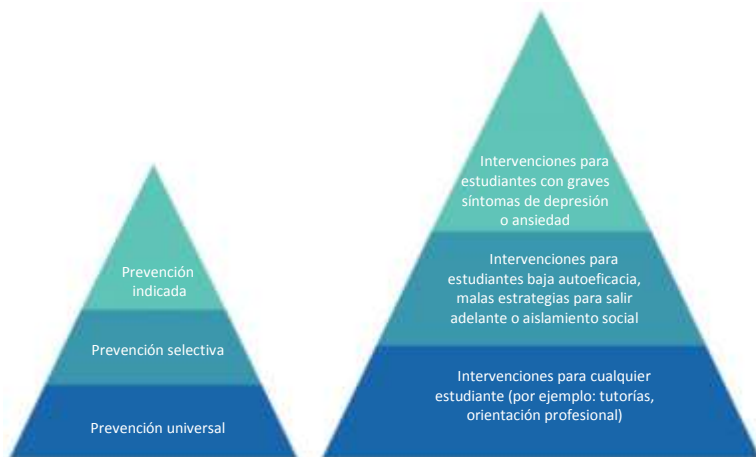 Prevención
indicada
Prevención selectiva
Prevención universal
Intervenciones para
estudiantes con graves
síntomas de depresión
o ansiedad
Intervenciones para
estudiantes baja autoeficacia,
malas estrategias para salir
adelante o aislamiento social
Intervenciones para cualquier
estudiante (por ejemplo: tutorías,
orientación profesional)